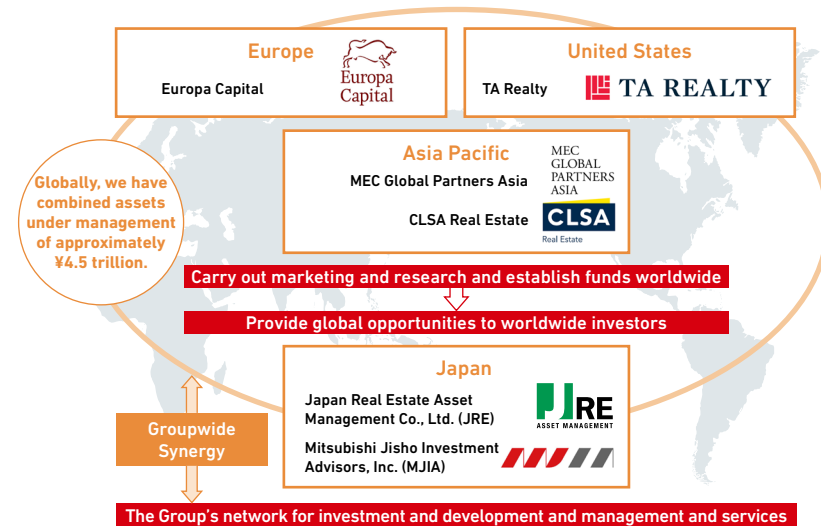 Europe
Europa Capital
Europa
Capital
United States
TA Realty
TA REALTY
Asia Pacific
MEC Global Partners Asia
MEC
GLOBAL
PARTNERS
ASIA
CLSA Real Estate
CLSA
Real Estate
Globally, we have
combined assets
under management
of approximately
¥4.5 trillion.
Carry out marketing and research and establish funds worldwide
Provide global opportunities to worldwide investors
Japan
Japan Real Estate Asset
Management Co., Ltd. (JRE)
JRE
ASSET MANAGEMENT
Mitsubishi Jisho Investment
Advisors, Inc. (MJIA)
Groupwide
Synergy
The Group's network for investment and development and management and services